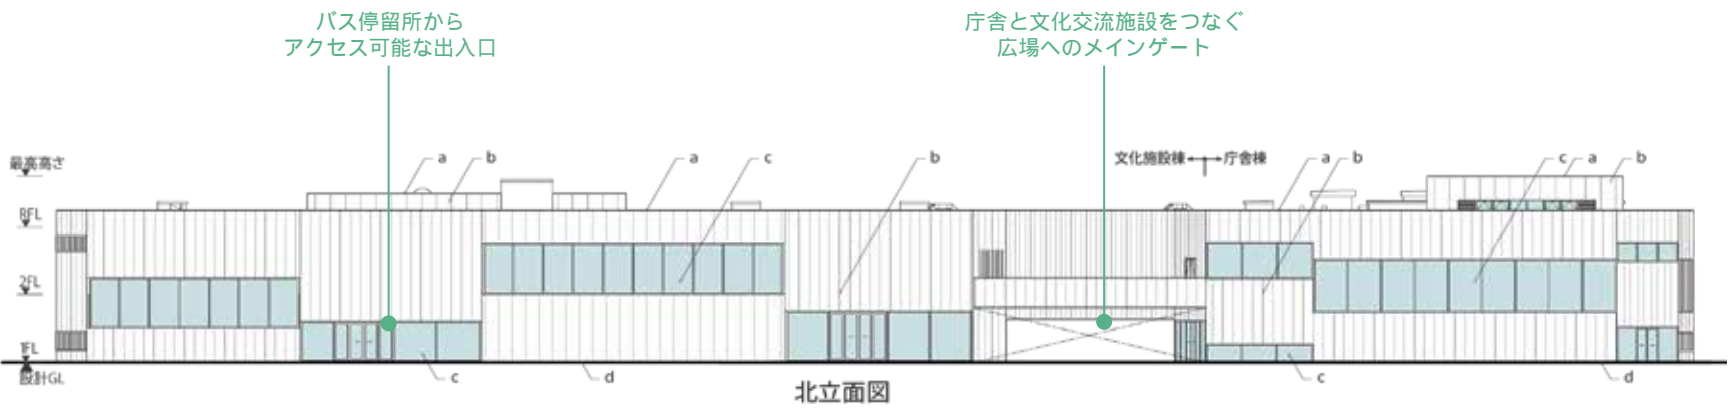 バス停留所から
アクセス可能な出入口
庁舎と文化交流施設をつなぐ
広場へのメインゲート
最高高さ
a
b
a
c
b
文化施設棟
庁舎棟
a
b
c
a
b
RFL
2FL
1FL
設計GL
c
d
c
d
北立面図